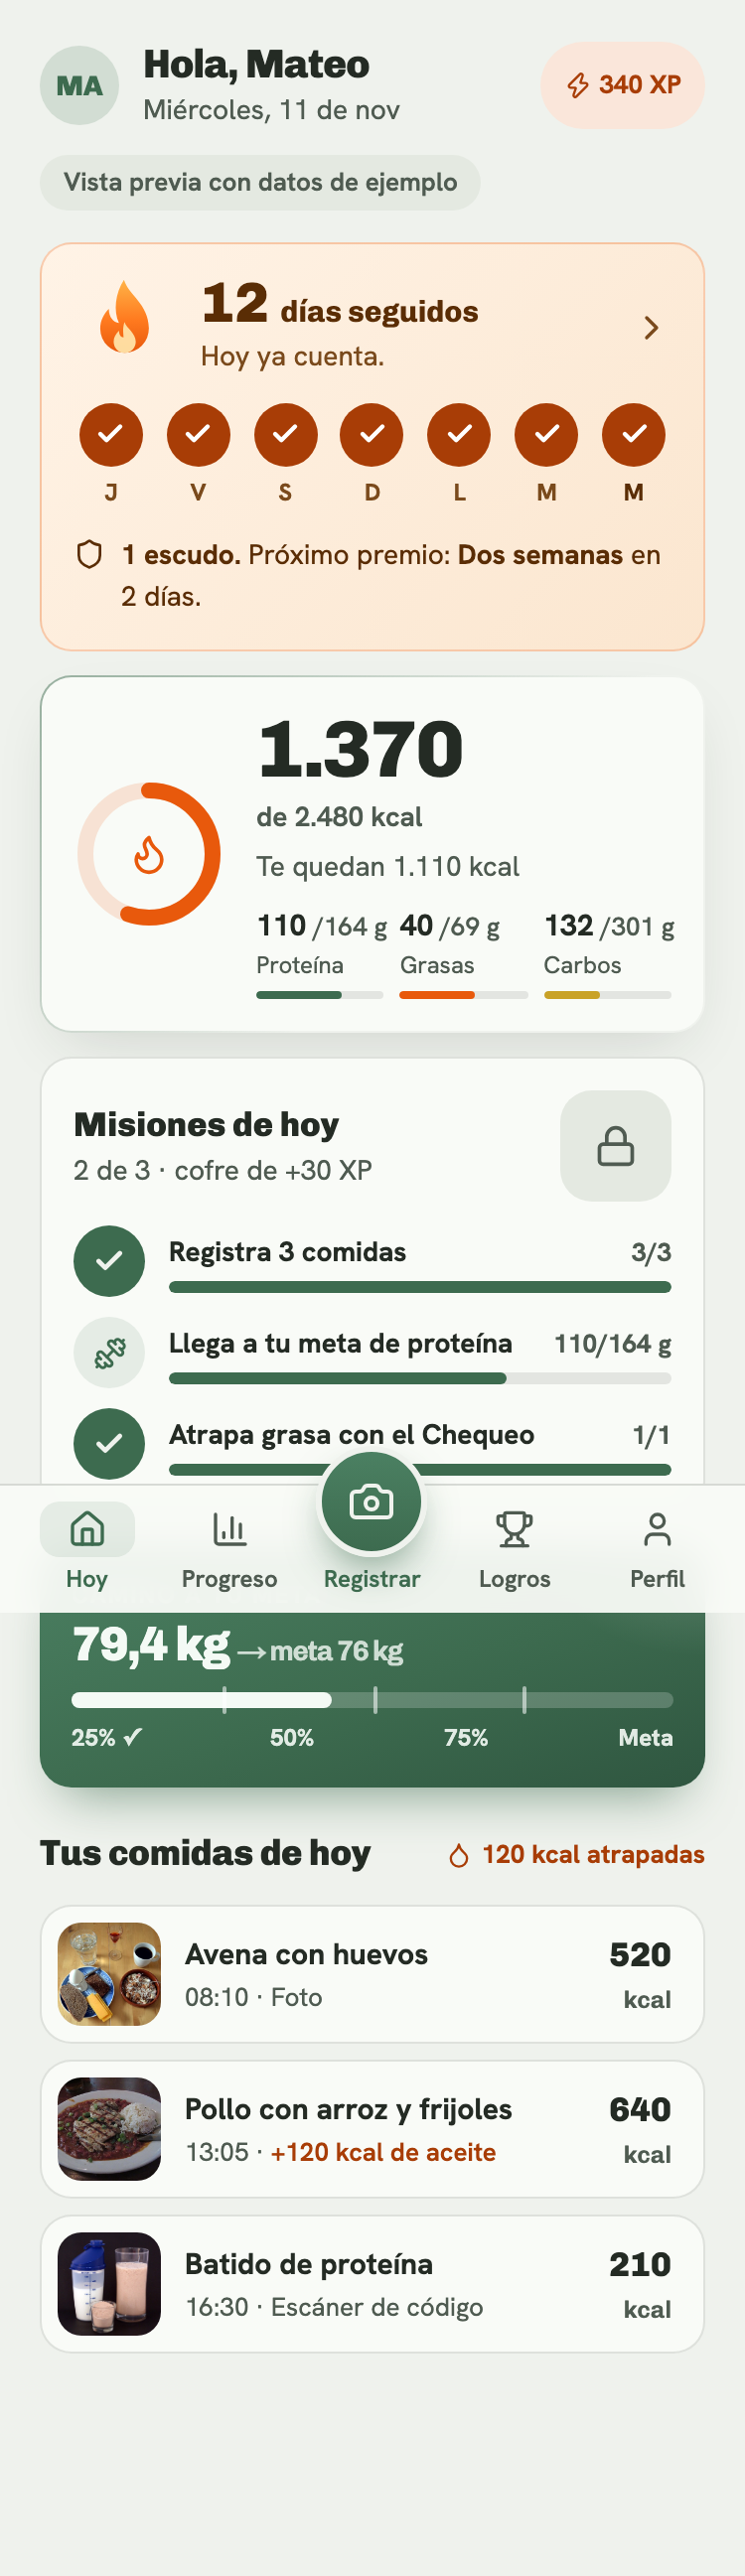 MA
Hola, Mateo
Miércoles, 11 de nov
340 XP
Vista previa con datos de ejemplo
12 días seguidos
Hoy ya cuenta.
J V S D L M M
1 escudo. Próximo premio: Dos semanas en
2 días.
1.370
de 2.480 kcal
Te quedan 1.110 kcal
110 /164 g 40 /69 g 132 /301 g
Proteína Grasas Carbos
Misiones de hoy
2 de 3 · cofre de +30 XP
Registra 3 comidas 3/3
Llega a tu meta de proteína 110/164 g
Atrapa grasa con el Chequeo 1/1
Hoy Progreso Registrar Logros Perfil
79,4 kg → meta 76 kg
25% ✓ 50% 75% Meta
Tus comidas de hoy 120 kcal atrapadas
Avena con huevos 520
08:10 · Foto kcal
Pollo con arroz y frijoles 640
13:05 · +120 kcal de aceite kcal
Batido de proteína 210
16:30 · Escáner de código kcal